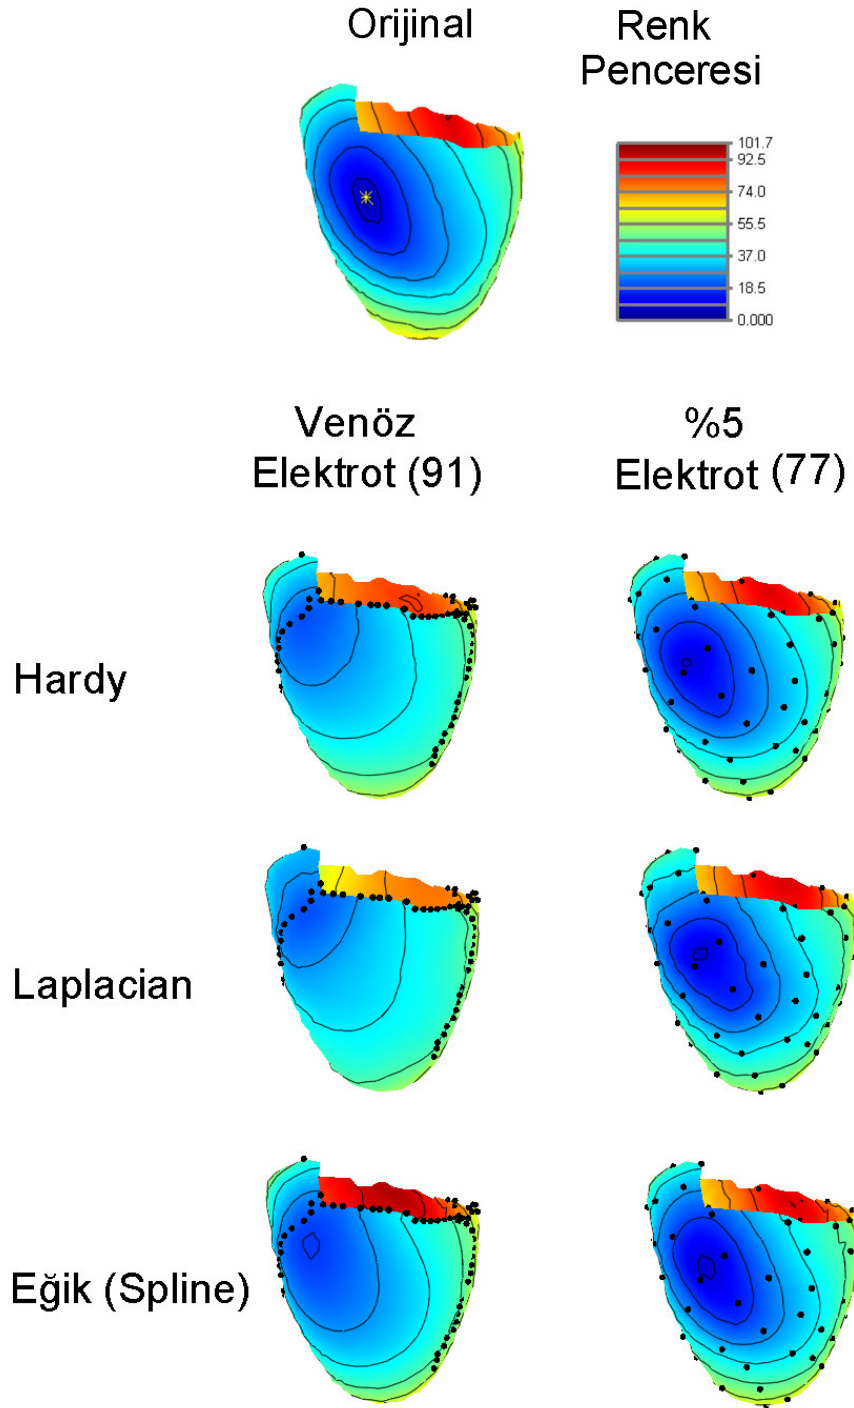 Orijinal
Renk
Penceresi
101.7
92.5
74.0
55.5
37.0
18.5
0.000
Venöz
Elektrot (91)
%5
Elektrot (77)
Hardy
Laplacian
Eğik (Spline)